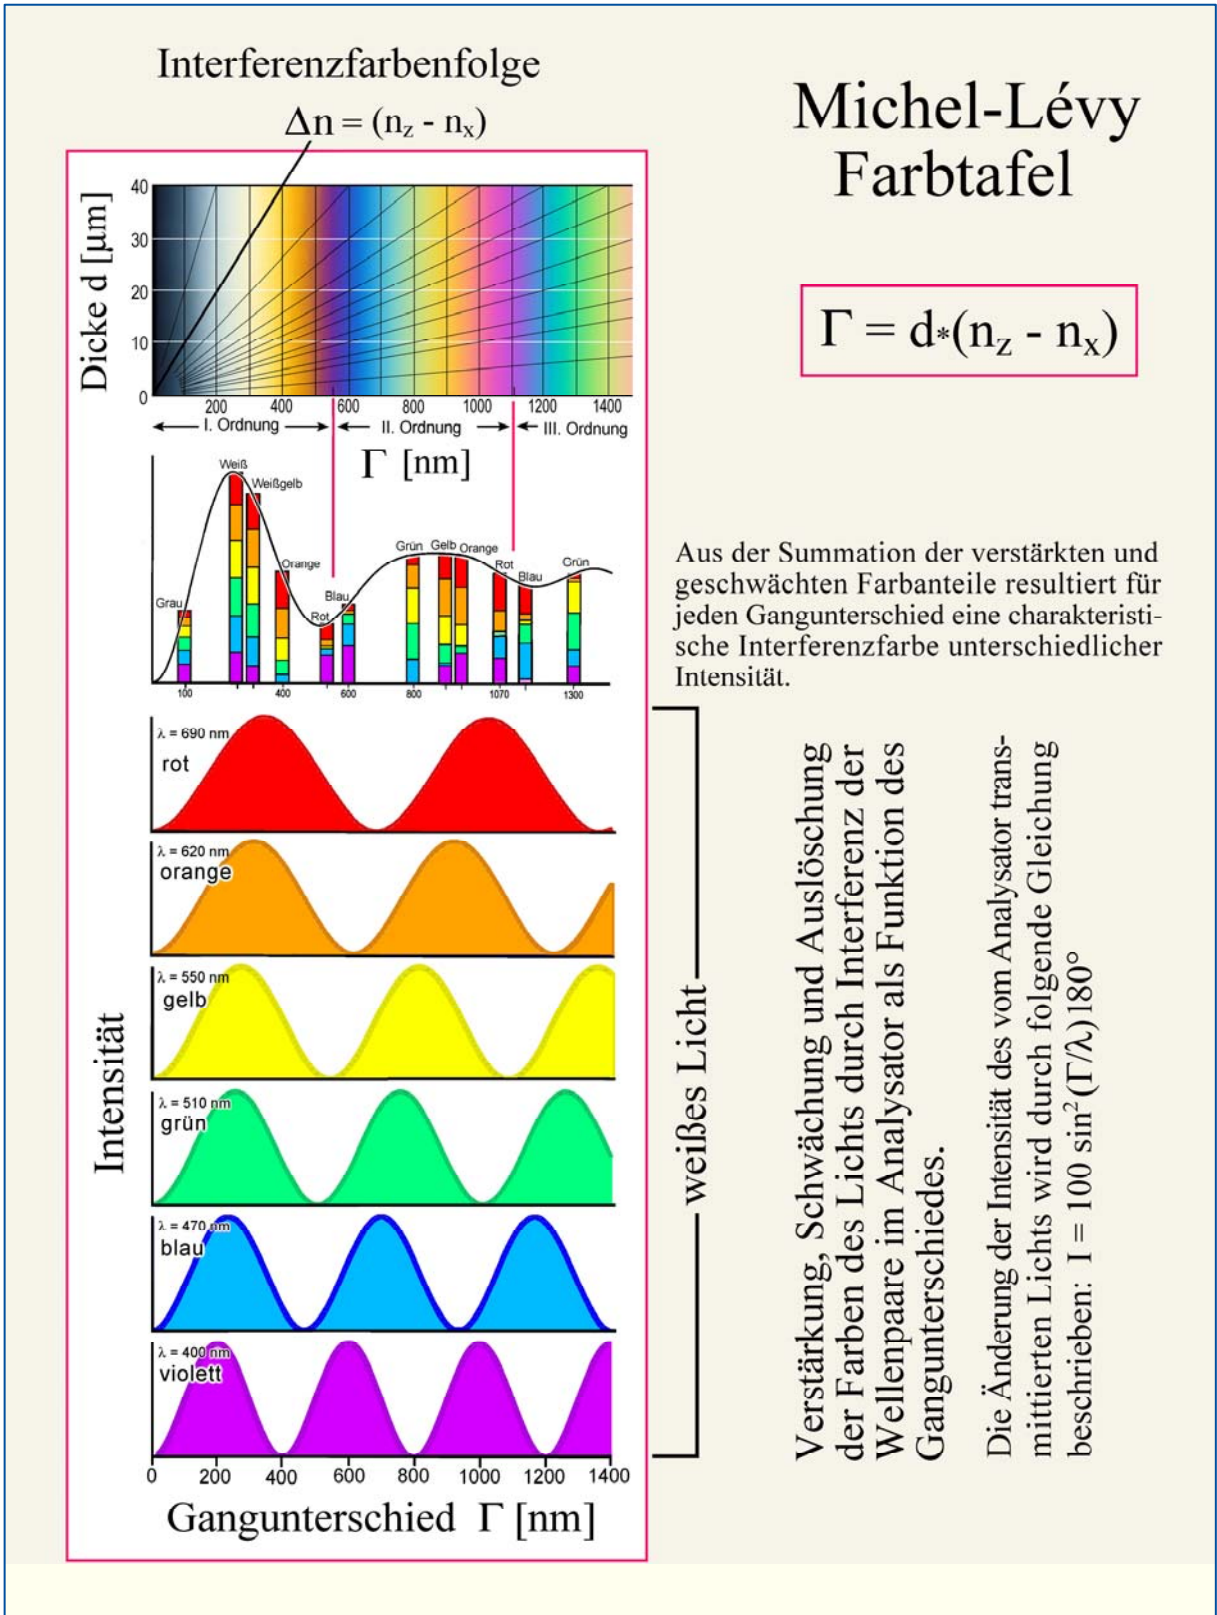 Interferenzfarbenfolge
Δn = (nz - nx)
Michel-Lévy
Farbtafel
Γ = d*(nz - nx)
Dicke d [µm]
40
30
20
10
0
200 400 600 800 1000 1200 1400
I. Ordnung II. Ordnung III. Ordnung
Γ [nm]
Weiß
Weißgelb
Grün Gelb Orange
Orange
Rot
Blau
Grün
Grau
Blau
Rot
100 400 600 800 1070 1300
Aus der Summation der verstärkten und
geschwächten Farbanteile resultiert für
jeden Gangunterschied eine charakteristi-
sche Interferenzfarbe unterschiedlicher
Intensität.
Intensität
λ = 690 nm
rot
λ = 620 nm
orange
λ = 550 nm
gelb
λ = 510 nm
grün
λ = 470 nm
blau
λ = 400 nm
violett
0 200 400 600 800 1000 1200 1400
Gangunterschied Γ [nm]
weißes Licht
Verstärkung, Schwächung und Auslöschung
der Farben des Lichts durch Interferenz der
Wellenpaare im Analysator als Funktion des
Gangunterschiedes.
Die Änderung der Intensität des vom Analysator trans-
mittierten Lichts wird durch folgende Gleichung
beschrieben: I = 100 sin² (Γ/λ) 180°